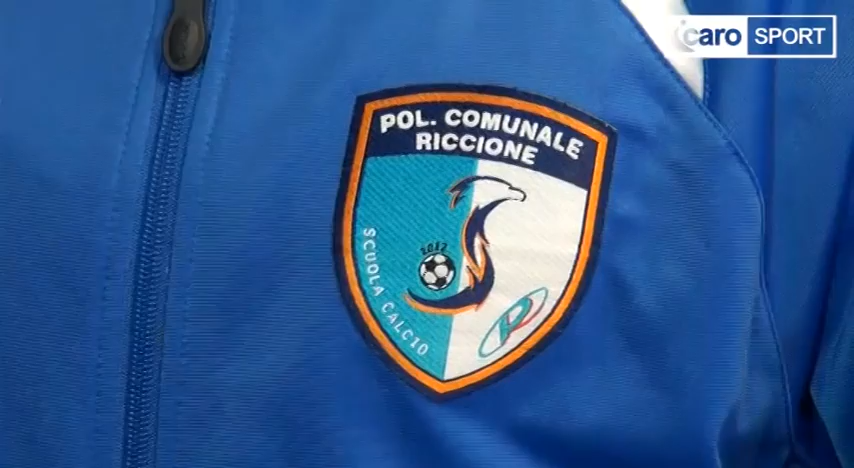 icaro SPORT
POL. COMUNALE
RICCIONE
2017
SCUOLA CALCIO
P